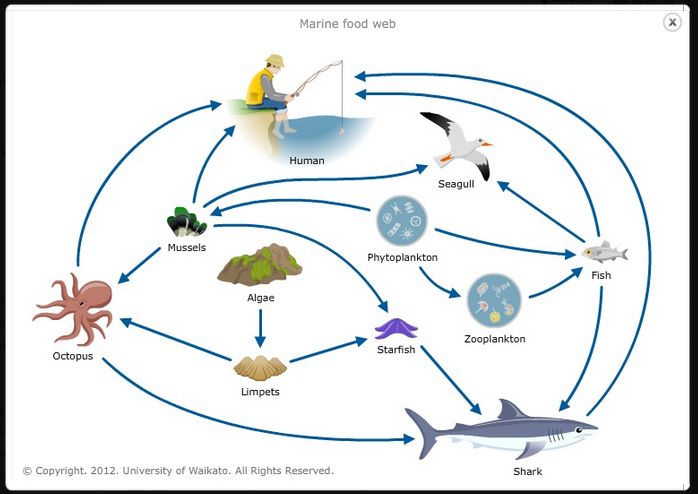 Marine food web
x
Human
Seagull
Mussels
Phytoplankton
Fish
Algae
Zooplankton
Starfish
Octopus
Limpets
Shark
© Copyright. 2012. University of Waikato. All Rights Reserved.